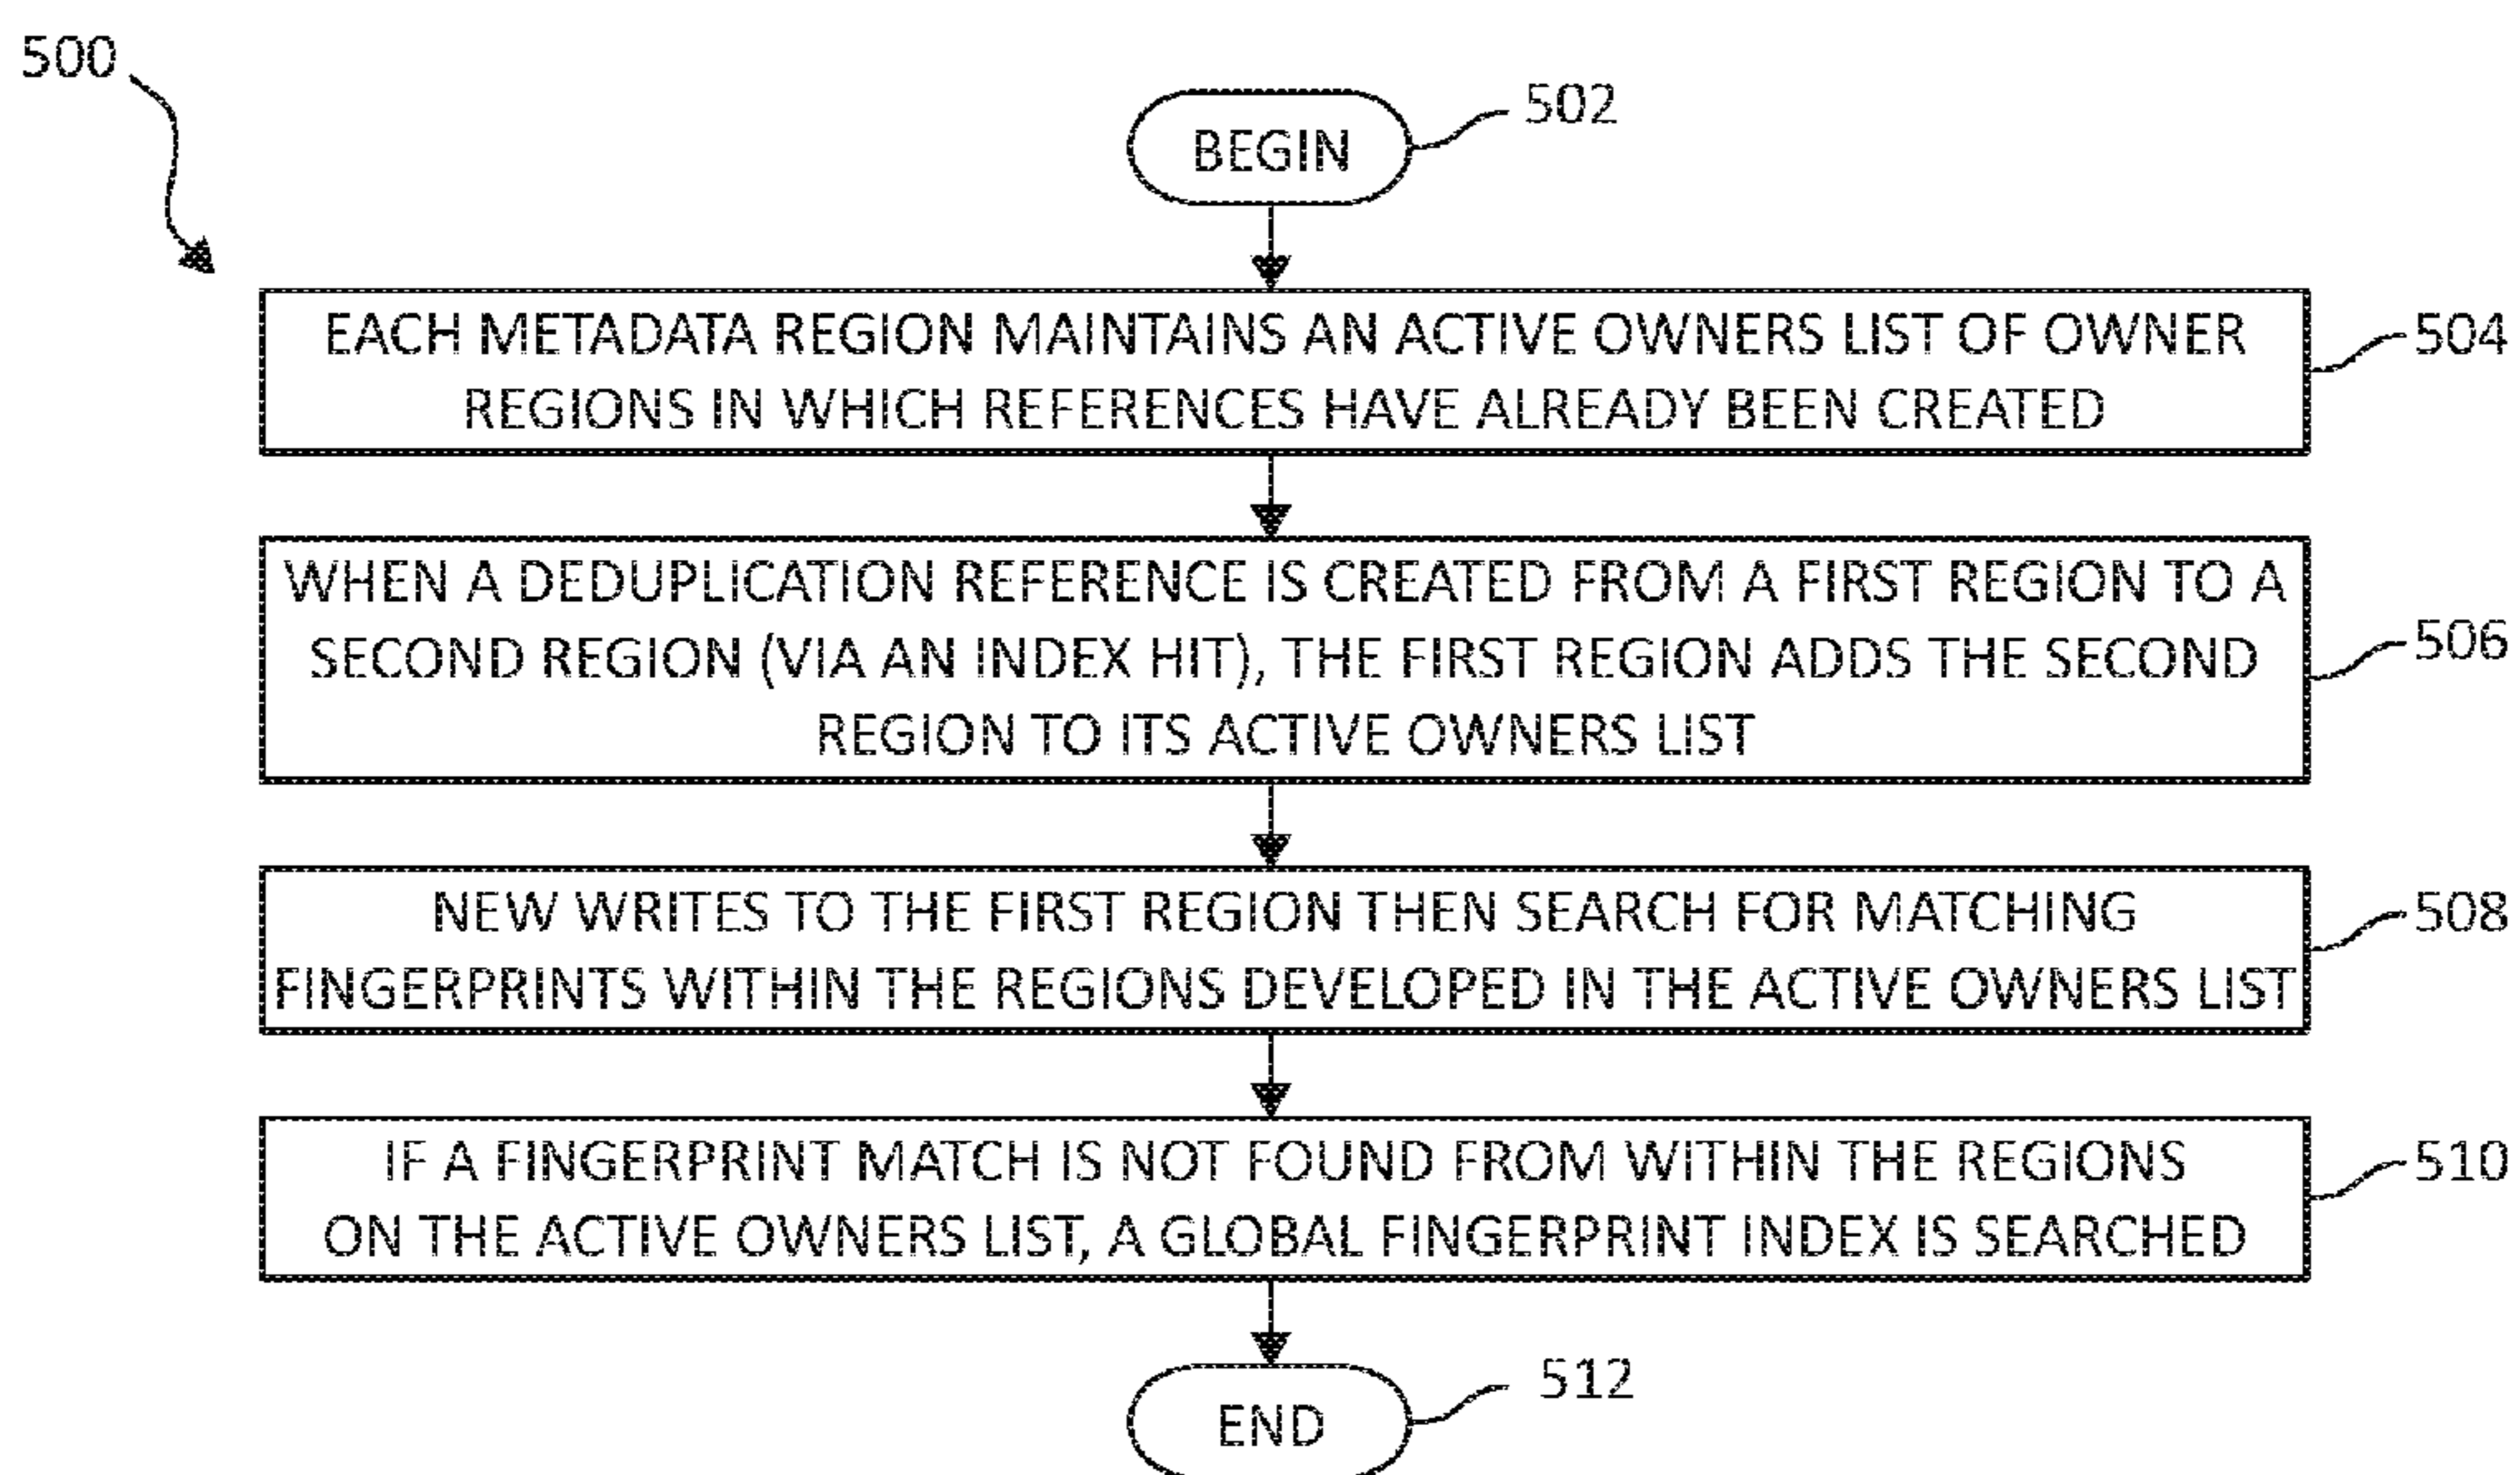 500
BEGIN
502
EACH METADATA REGION MAINTAINS AN ACTIVE OWNERS LIST OF OWNER
REGIONS IN WHICH REFERENCES HAVE ALREADY BEEN CREATED
504
WHEN A DEDUPLICATION REFERENCE IS CREATED FROM A FIRST REGION TO A
SECOND REGION (VIA AN INDEX HIT), THE FIRST REGION ADDS THE SECOND
REGION TO ITS ACTIVE OWNERS LIST
506
NEW WRITES TO THE FIRST REGION THEN SEARCH FOR MATCHING
FINGERPRINTS WITHIN THE REGIONS DEVELOPED IN THE ACTIVE OWNERS LIST
508
IF A FINGERPRINT MATCH IS NOT FOUND FROM WITHIN THE REGIONS
ON THE ACTIVE OWNERS LIST, A GLOBAL FINGERPRINT INDEX IS SEARCHED
510
END
512